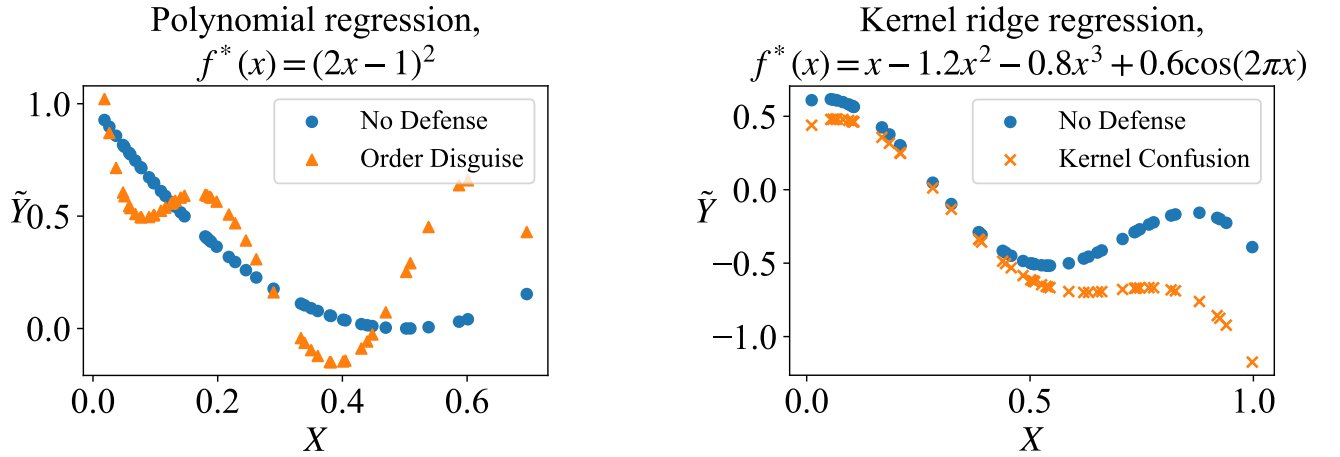 Polynomial regression,
f*(x) = (2x − 1)²
1.0
0.5
0.0
Ỹ
No Defense
Order Disguise
0.0 0.2 0.4 0.6
X
Kernel ridge regression,
f*(x) = x − 1.2x² − 0.8x³ + 0.6cos(2πx)
0.5
0.0
−0.5
−1.0
Ỹ
No Defense
Kernel Confusion
0.0 0.5 1.0
X